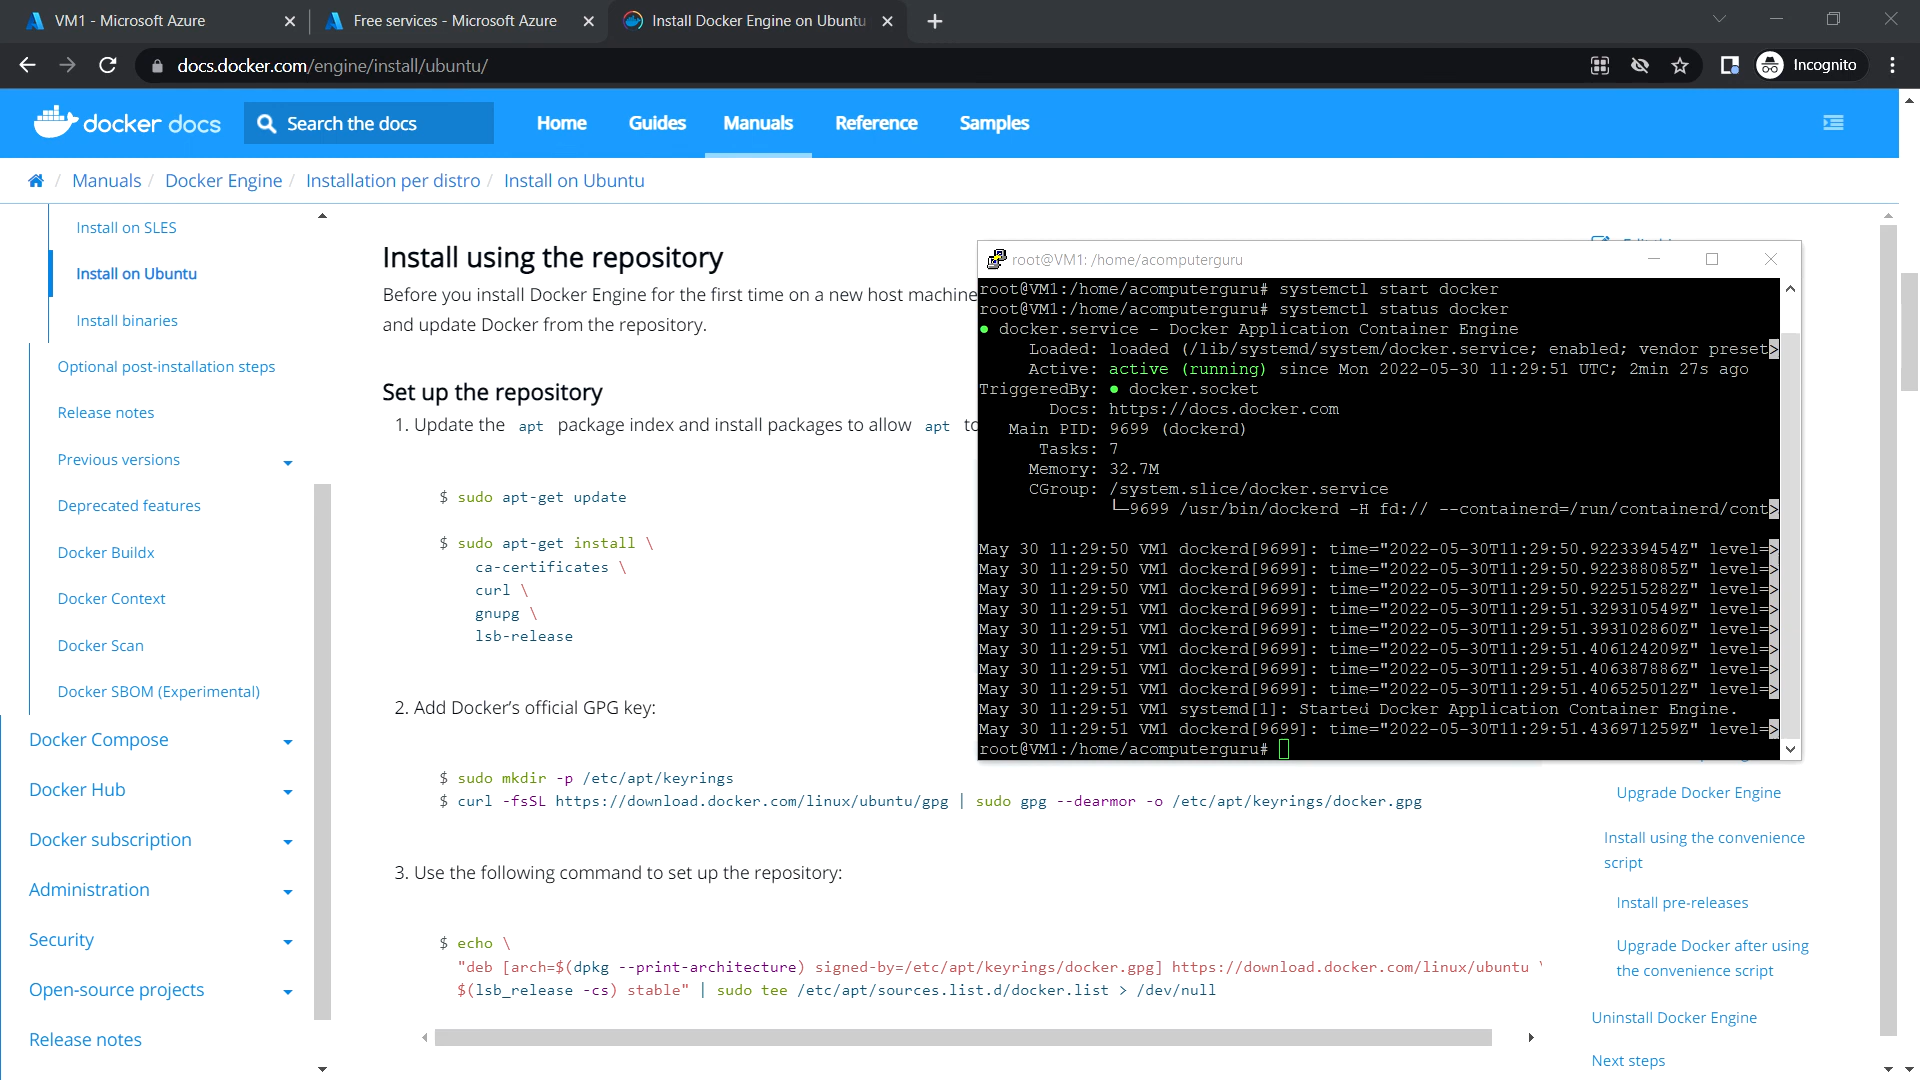 VM1 - Microsoft Azure
Free services - Microsoft Azure
Install Docker Engine on Ubuntu
docs.docker.com/engine/install/ubuntu/
Incognito
docker docs
Search the docs
Home
Guides
Manuals
Reference
Samples
Manuals / Docker Engine / Installation per distro / Install on Ubuntu
Install on SLES
Install on Ubuntu
Install binaries
Optional post-installation steps
Release notes
Previous versions
Deprecated features
Docker Buildx
Docker Context
Docker Scan
Docker SBOM (Experimental)
Docker Compose
Docker Hub
Docker subscription
Administration
Security
Open-source projects
Release notes
Install using the repository
Before you install Docker Engine for the first time on a new host machine
and update Docker from the repository.
Set up the repository
1. Update the apt package index and install packages to allow apt to
$ sudo apt-get update
$ sudo apt-get install \
ca-certificates \
curl \
gnupg \
lsb-release
2. Add Docker's official GPG key:
$ sudo mkdir -p /etc/apt/keyrings
$ curl -fsSL https://download.docker.com/linux/ubuntu/gpg | sudo gpg --dearmor -o /etc/apt/keyrings/docker.gpg
3. Use the following command to set up the repository:
$ echo \
"deb [arch=$(dpkg --print-architecture) signed-by=/etc/apt/keyrings/docker.gpg] https://download.docker.com/linux/ubuntu \
$(lsb_release -cs) stable" | sudo tee /etc/apt/sources.list.d/docker.list > /dev/null
root@VM1: /home/acomputerguru
root@VM1:/home/acomputerguru# systemctl start docker
root@VM1:/home/acomputerguru# systemctl status docker
● docker.service - Docker Application Container Engine
Loaded: loaded (/lib/systemd/system/docker.service; enabled; vendor preset>
Active: active (running) since Mon 2022-05-30 11:29:51 UTC; 2min 27s ago
TriggeredBy: ● docker.socket
Docs: https://docs.docker.com
Main PID: 9699 (dockerd)
Tasks: 7
Memory: 32.7M
CGroup: /system.slice/docker.service
└─9699 /usr/bin/dockerd -H fd:// --containerd=/run/containerd/cont>
May 30 11:29:50 VM1 dockerd[9699]: time="2022-05-30T11:29:50.922339454Z" level=>
May 30 11:29:50 VM1 dockerd[9699]: time="2022-05-30T11:29:50.922388085Z" level=>
May 30 11:29:50 VM1 dockerd[9699]: time="2022-05-30T11:29:50.922515282Z" level=>
May 30 11:29:51 VM1 dockerd[9699]: time="2022-05-30T11:29:51.329310549Z" level=>
May 30 11:29:51 VM1 dockerd[9699]: time="2022-05-30T11:29:51.393102860Z" level=>
May 30 11:29:51 VM1 dockerd[9699]: time="2022-05-30T11:29:51.406124209Z" level=>
May 30 11:29:51 VM1 dockerd[9699]: time="2022-05-30T11:29:51.406387886Z" level=>
May 30 11:29:51 VM1 dockerd[9699]: time="2022-05-30T11:29:51.406525012Z" level=>
May 30 11:29:51 VM1 systemd[1]: Started Docker Application Container Engine.
May 30 11:29:51 VM1 dockerd[9699]: time="2022-05-30T11:29:51.436971259Z" level=>
root@VM1:/home/acomputerguru#
Upgrade Docker Engine
Install using the convenience
script
Install pre-releases
Upgrade Docker after using
the convenience script
Uninstall Docker Engine
Next steps